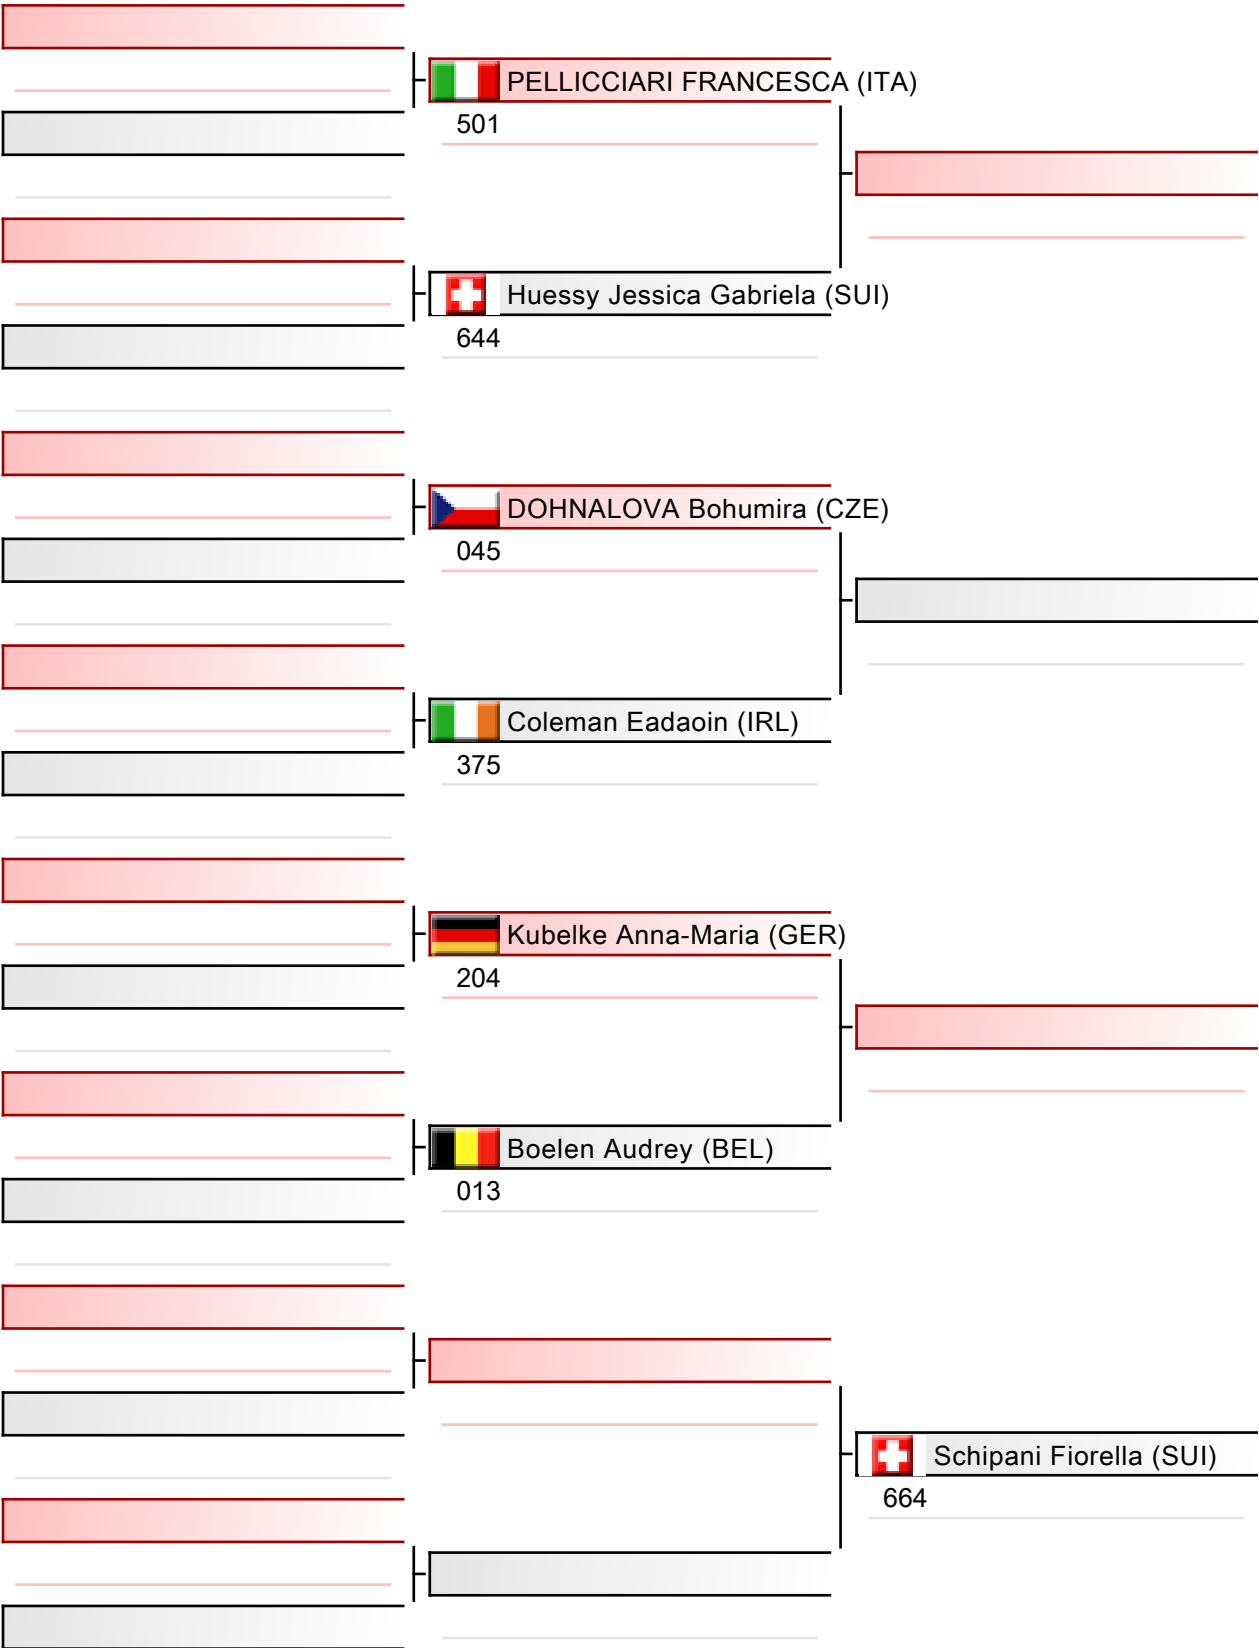 PELLICCIARI FRANCESCA (ITA)
501
Huessy Jessica Gabriela (SUI)
644
DOHNALOVA Bohumira (CZE)
045
Coleman Eadaoin (IRL)
375
Kubelke Anna-Maria (GER)
204
Boelen Audrey (BEL)
013
Schipani Fiorella (SUI)
664